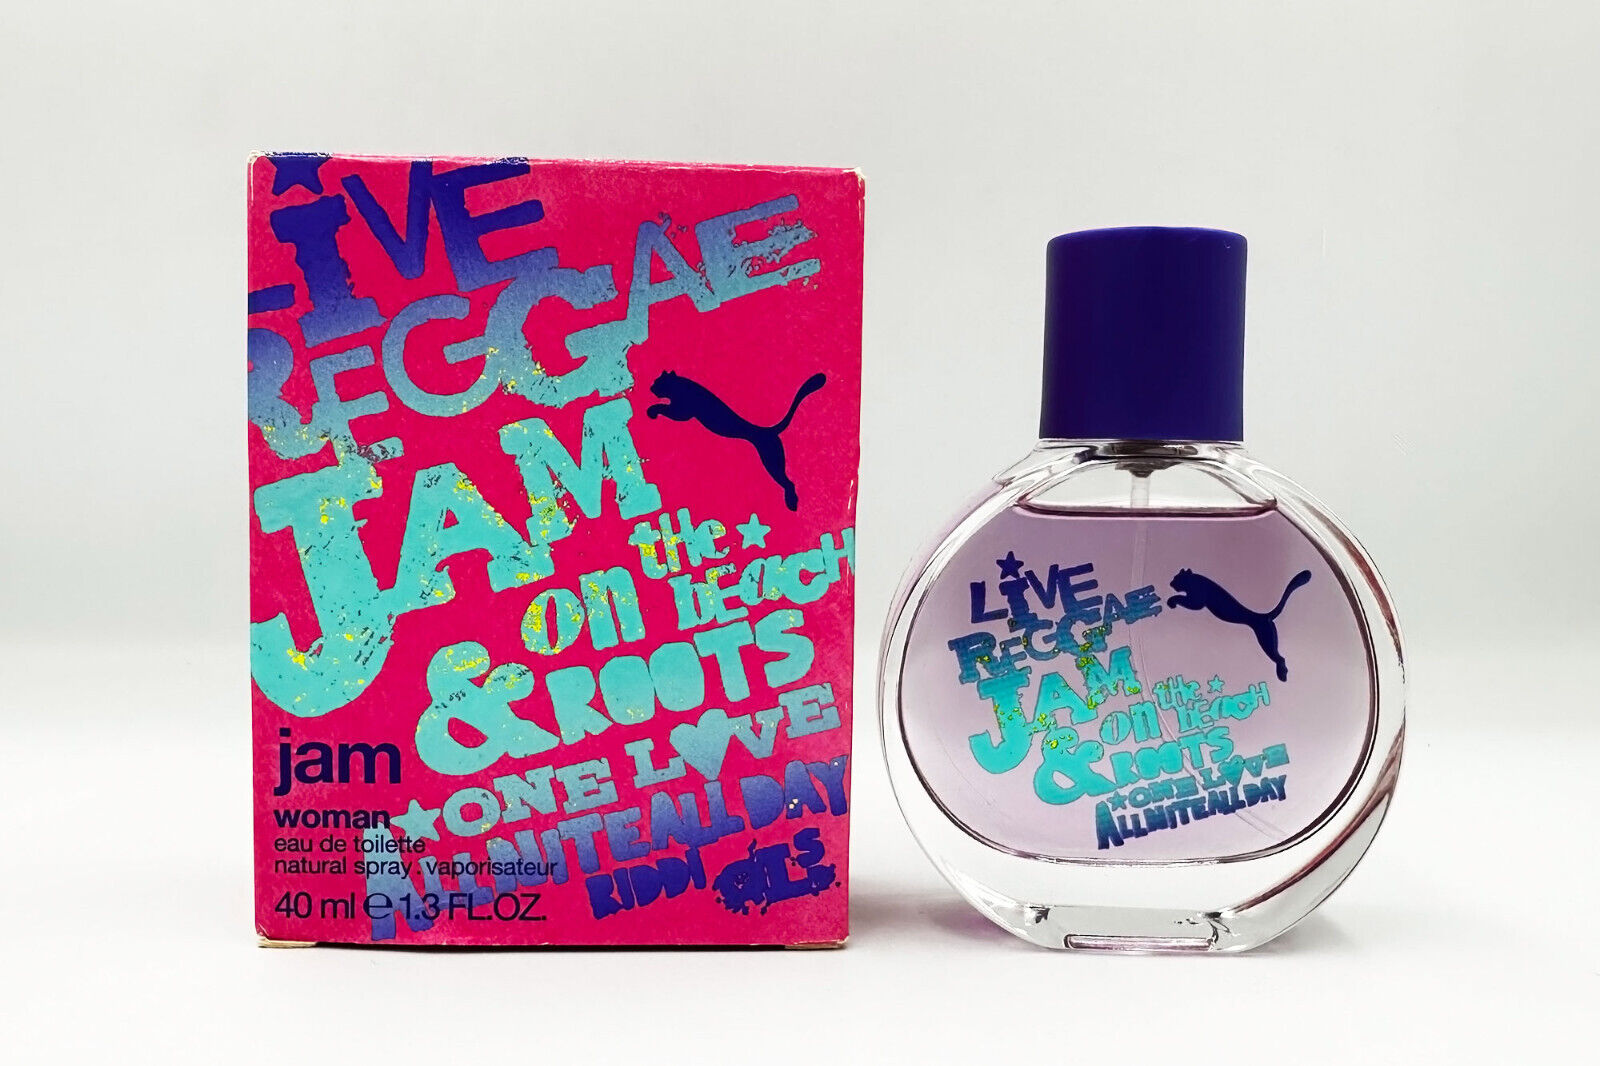 LiVE
REGGAE
JAM
on the BEACH
& ROOTS
ONE LOVE
ALLNITEALLDAY
RIDDI
jam
woman
eau de toilette
natural spray . vaporisateur
40 ml ℮ 1.3 FL.OZ.
LiVE
REGGAE
JAM
on the BEACH
& ROOTS
ONE LOVE
ALLNITEALLDAY